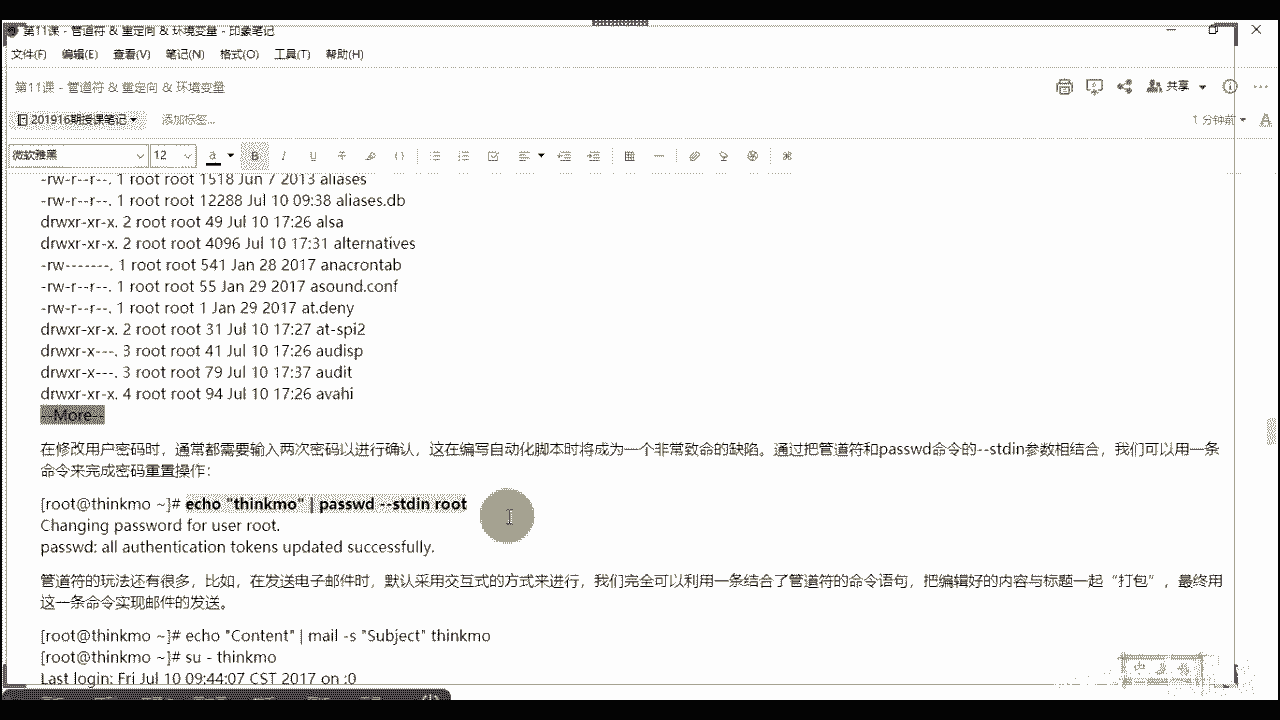 第11课 - 管道符 & 重定向 & 环境变量 - 印象笔记
文件(F) 编辑(E) 查看(V) 笔记(N) 格式(O) 工具(T) 帮助(H)
第11课 - 管道符 & 重定向 & 环境变量
共享
201916期授课笔记 添加标签...
1 分钟前
微软雅黑 12
-rw-r--r--. 1 root root 1518 Jun 7 2013 aliases
-rw-r--r--. 1 root root 12288 Jul 10 09:38 aliases.db
drwxr-xr-x. 2 root root 49 Jul 10 17:26 alsa
drwxr-xr-x. 2 root root 4096 Jul 10 17:31 alternatives
-rw-------. 1 root root 541 Jan 28 2017 anacrontab
-rw-r--r--. 1 root root 55 Jan 29 2017 asound.conf
-rw-r--r--. 1 root root 1 Jan 29 2017 at.deny
drwxr-xr-x. 2 root root 31 Jul 10 17:27 at-spi2
drwxr-x---. 3 root root 41 Jul 10 17:26 audisp
drwxr-x---. 3 root root 79 Jul 10 17:37 audit
drwxr-xr-x. 4 root root 94 Jul 10 17:26 avahi
--More--
在修改用户密码时，通常都需要输入两次密码以进行确认，这在编写自动化脚本时将成为一个非常致命的缺陷。通过把管道符和passwd命令的--stdin参数相结合，我们可以用一条
命令来完成密码重置操作：
[root@thinkmo ~]# echo "thinkmo" | passwd --stdin root
Changing password for user root.
passwd: all authentication tokens updated successfully.
管道符的玩法还有很多，比如，在发送电子邮件时，默认采用交互式的方式来进行，我们完全可以利用一条结合了管道符的命令语句，把编辑好的内容与标题一起“打包”，最终用
这一条命令实现邮件的发送。
[root@thinkmo ~]# echo "Content" | mail -s "Subject" thinkmo
[root@thinkmo ~]# su - thinkmo
Last login: Fri Jul 10 09:44:07 CST 2017 on :0